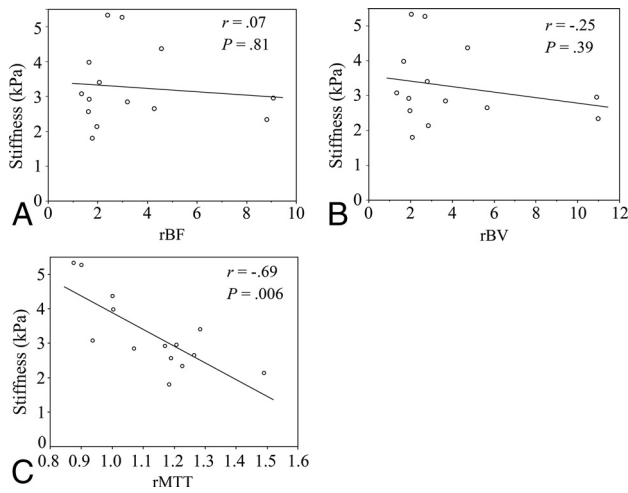 5
4
3
2
1
0
Stiffness (kPa)
r = .07
P = .81
0 2 4 6 8 10
rBF
A
5
4
3
2
1
0
Stiffness (kPa)
r = -.25
P = .39
0 2 4 6 8 10 12
rBV
B
5
4
3
2
1
0
Stiffness (kPa)
r = -.69
P = .006
0.8 0.9 1.0 1.1 1.2 1.3 1.4 1.5 1.6
rMTT
C